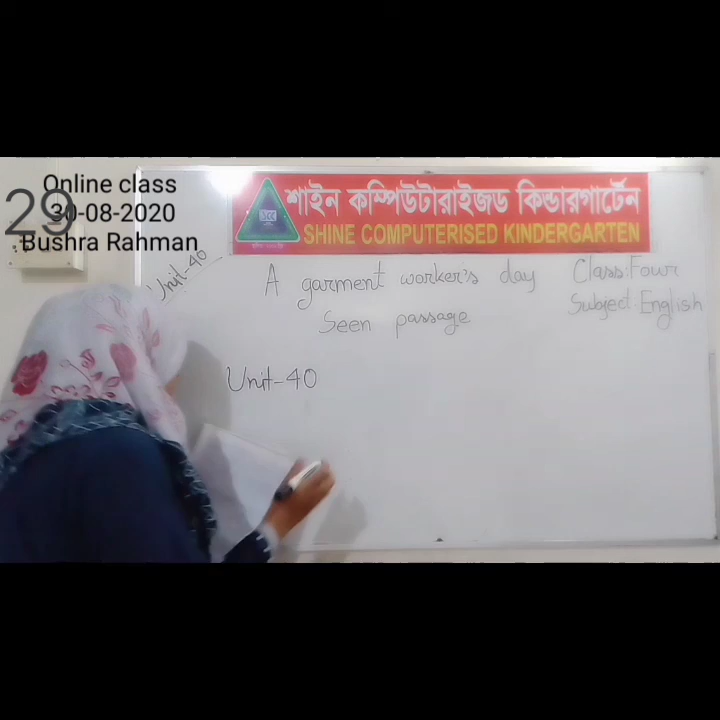 Online class
29
30-08-2020
Bushra Rahman
শাইন কম্পিউটারাইজড কিন্ডারগার্টেন
SHINE COMPUTERISED KINDERGARTEN
Unit-40
A garment worker's day
Class: Four
Seen passage
Subject: English
Unit-40